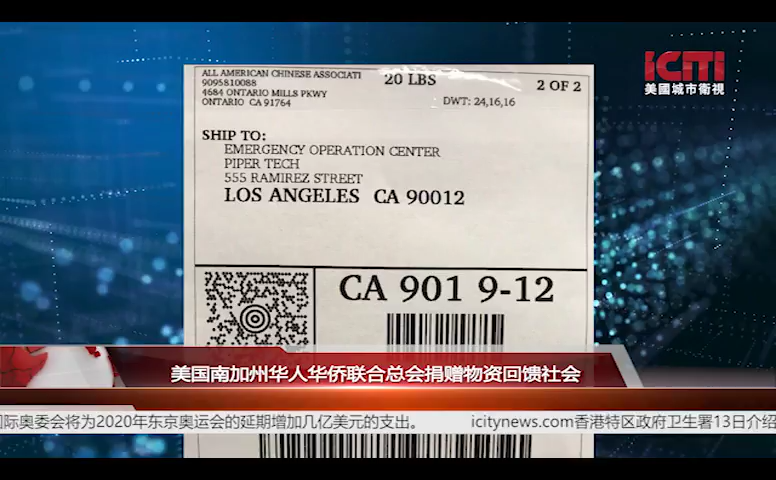 ICITI
美國城市衛視
ALL AMERICAN CHINESE ASSOCIATI
9095810088
4684 ONTARIO MILLS PKWY
ONTARIO CA 91764
20 LBS
2 OF 2
DWT: 24,16,16
SHIP TO:
EMERGENCY OPERATION CENTER
PIPER TECH
555 RAMIREZ STREET
LOS ANGELES CA 90012
CA 901 9-12
美国南加州华人华侨联合总会捐赠物资回馈社会
国际奥委会将为2020年东京奥运会的延期增加几亿美元的支出。 icitynews.com香港特区政府卫生署13日介绍